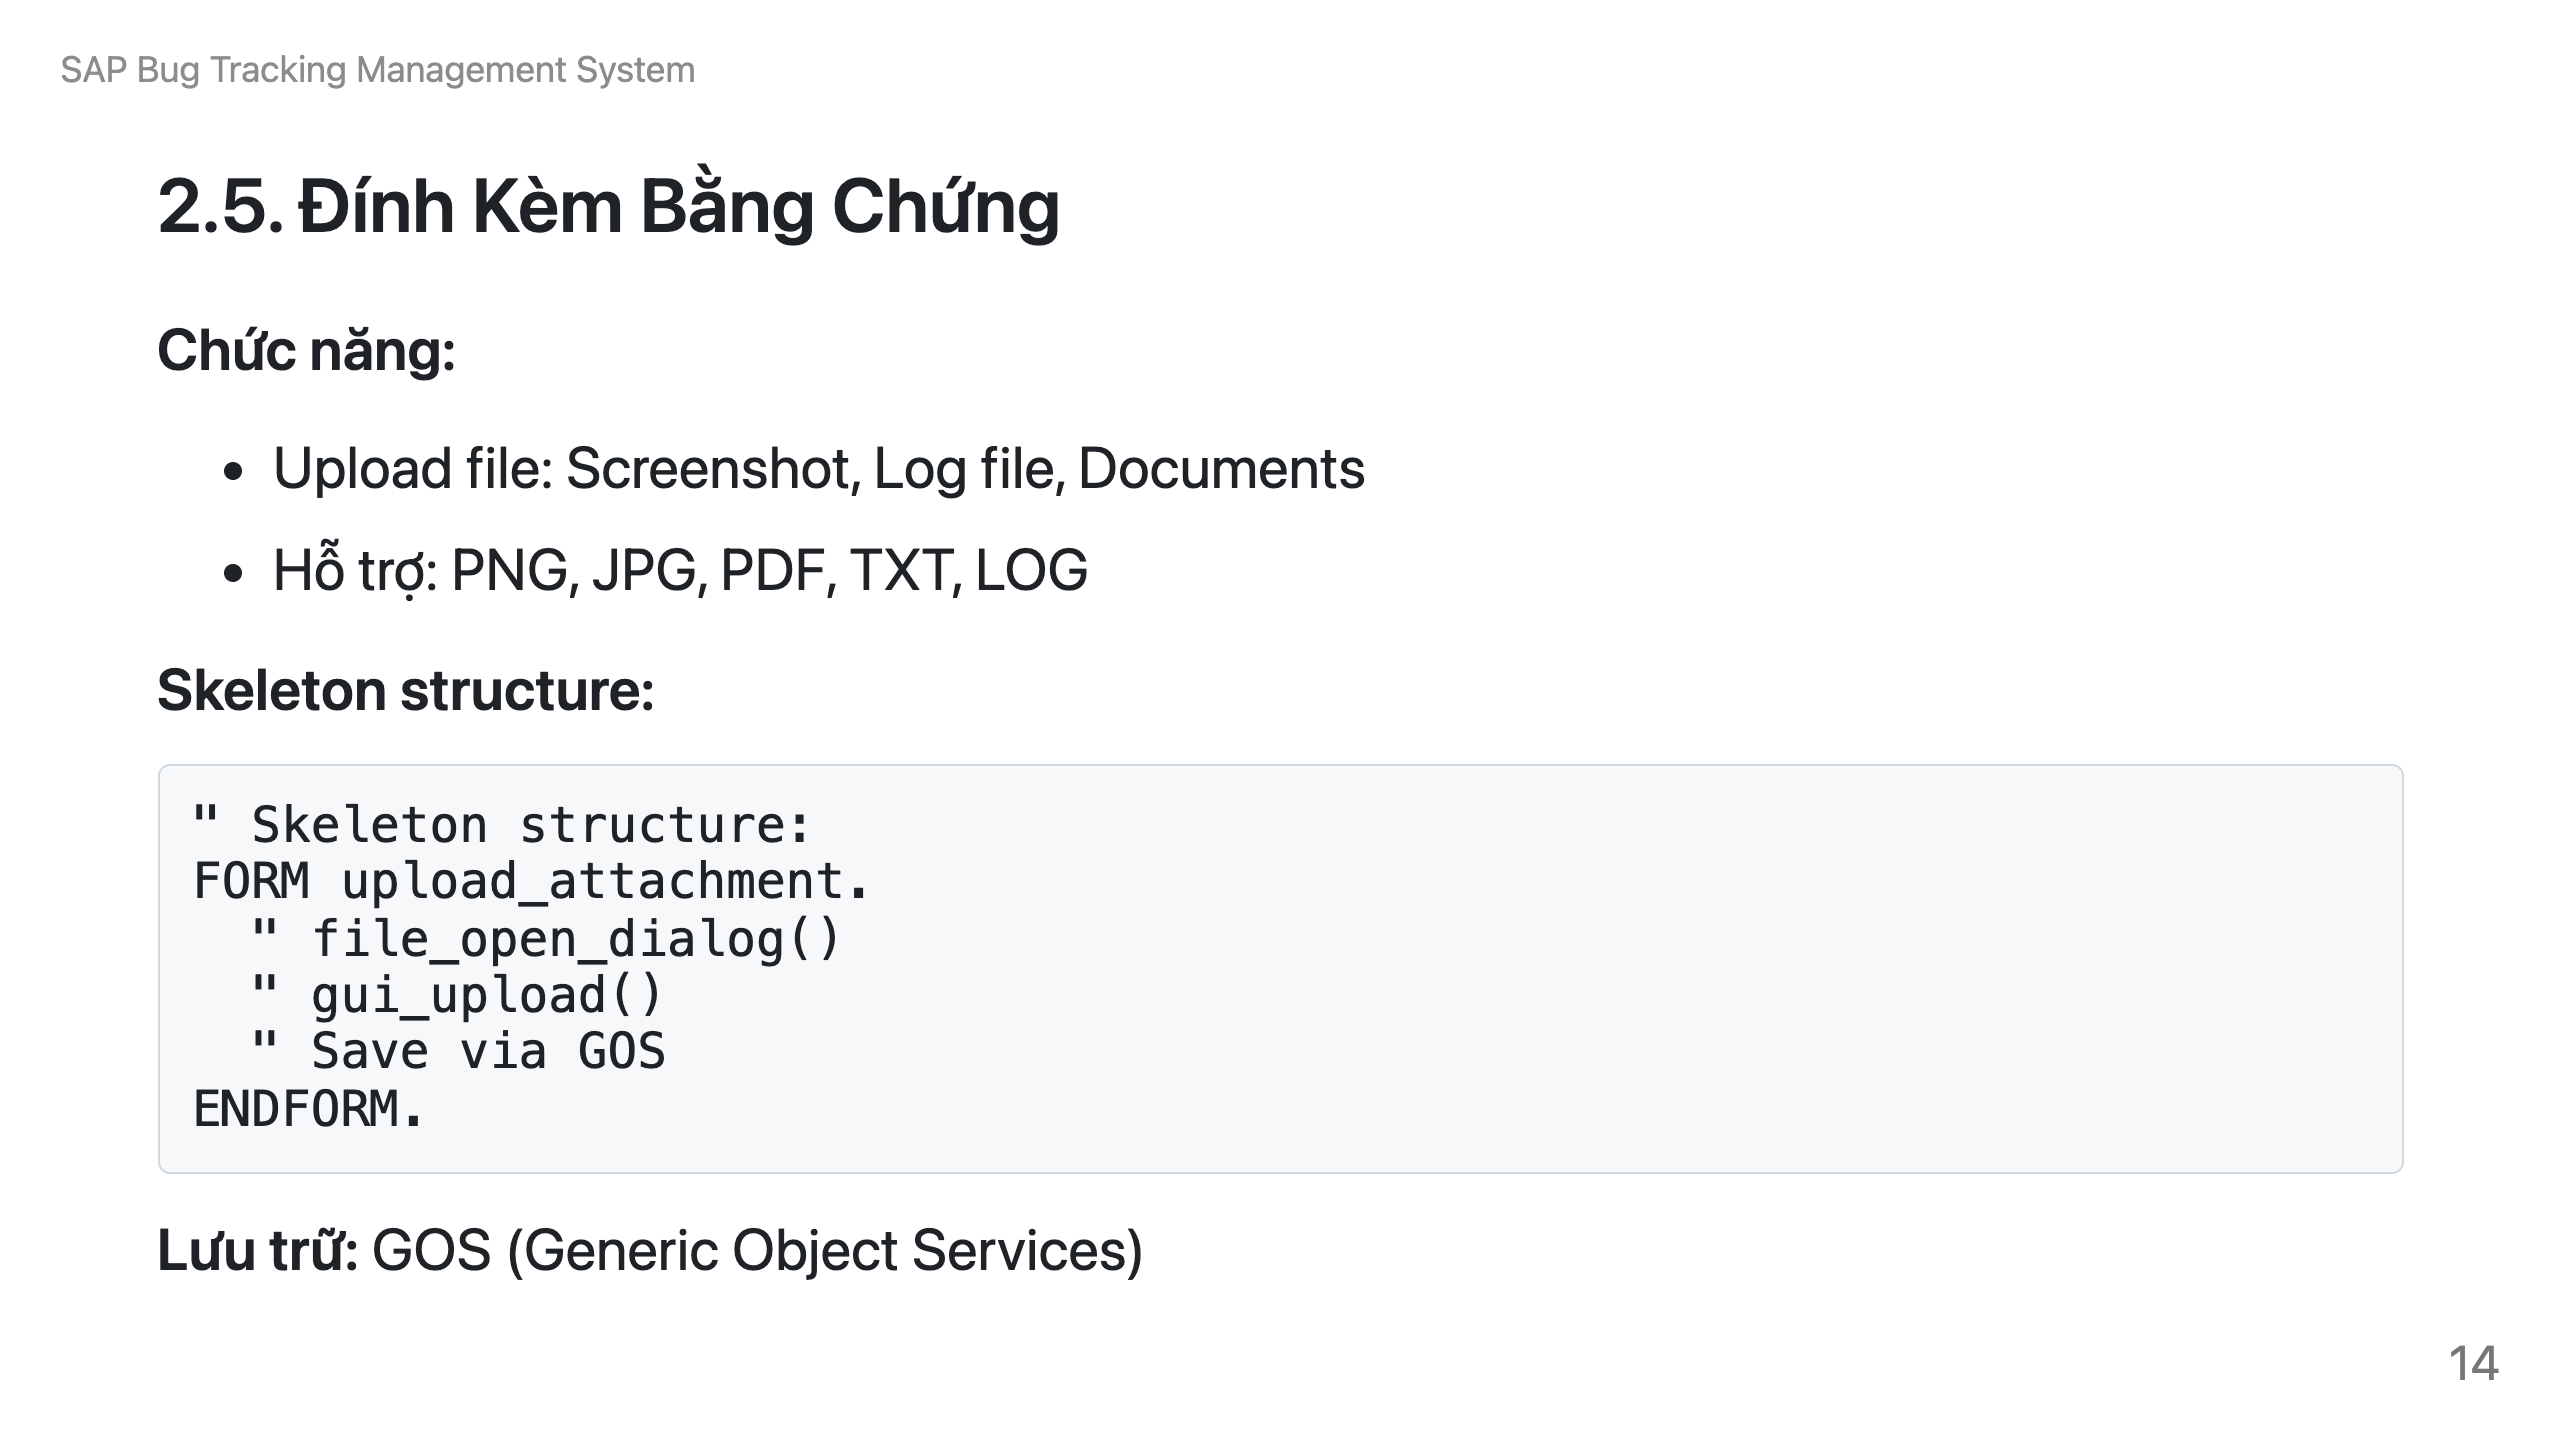 SAP Bug Tracking Management System
2.5. Đính Kèm Bằng Chứng
Chức năng:
• Upload file: Screenshot, Log file, Documents
• Hỗ trợ: PNG, JPG, PDF, TXT, LOG
Skeleton structure:
" Skeleton structure:
FORM upload_attachment.
  " file_open_dialog()
  " gui_upload()
  " Save via GOS
ENDFORM.
Lưu trữ: GOS (Generic Object Services)
14